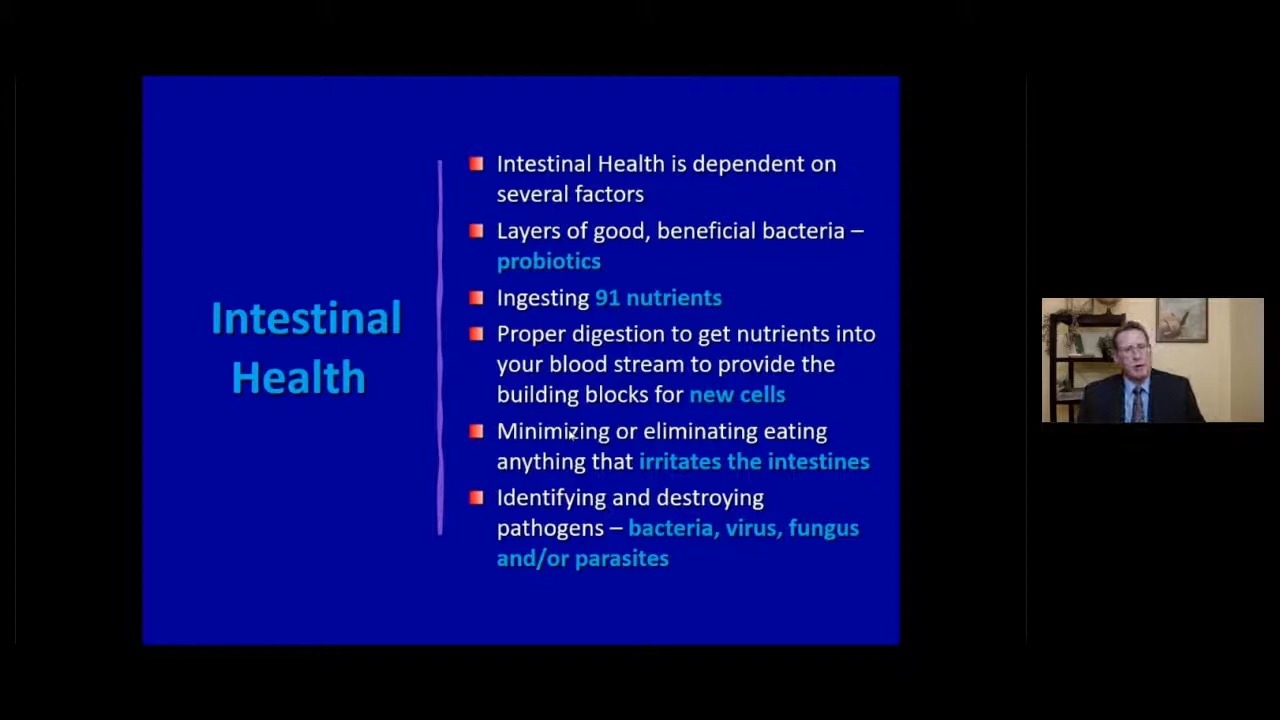 Intestinal
Health
Intestinal Health is dependent on
several factors
Layers of good, beneficial bacteria –
probiotics
Ingesting 91 nutrients
Proper digestion to get nutrients into
your blood stream to provide the
building blocks for new cells
Minimizing or eliminating eating
anything that irritates the intestines
Identifying and destroying
pathogens – bacteria, virus, fungus
and/or parasites